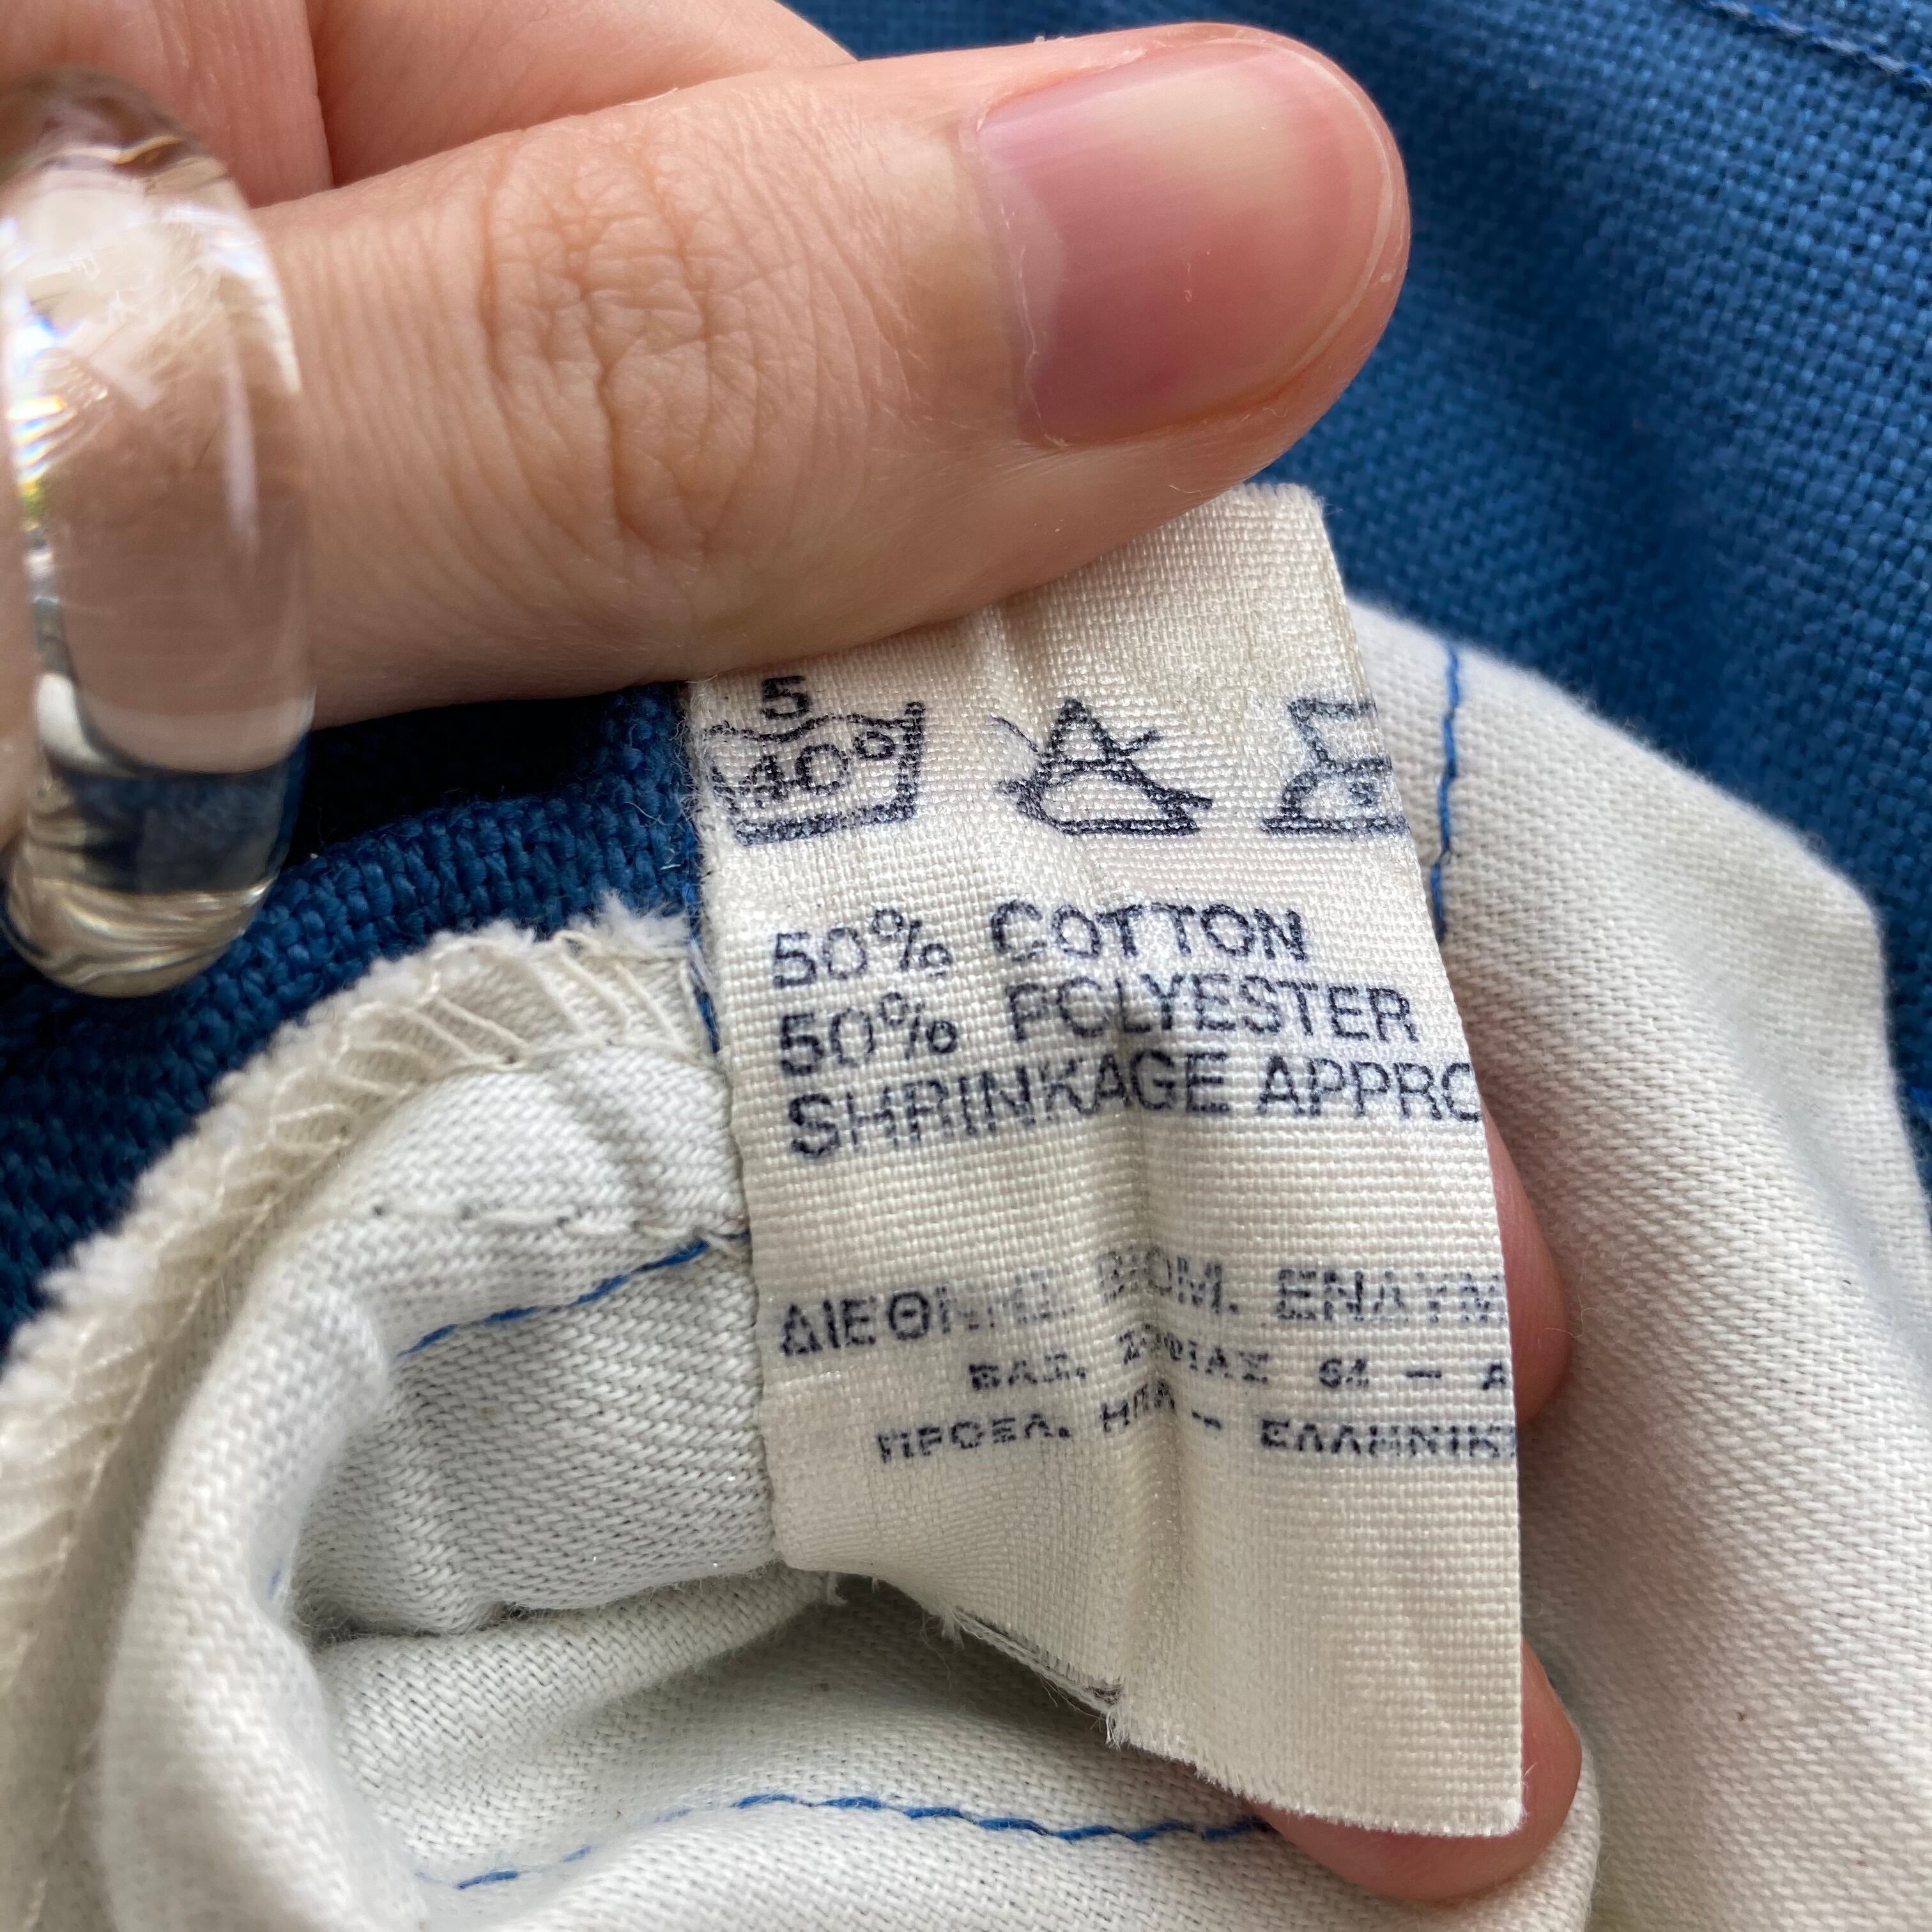 5
40°
50% COTTON
50% POLYESTER
SHRINKAGE APPRO
ΔΙΕΘΝΗΣ ΒΙΟΜ. ΕΝΔΥΜ
ΒΑΣ. ΣΟΦΙΑΣ 64 — Α
ΠΡΟΕΛ. ΗΠΑ — ΕΛΛΗΝΙΚ